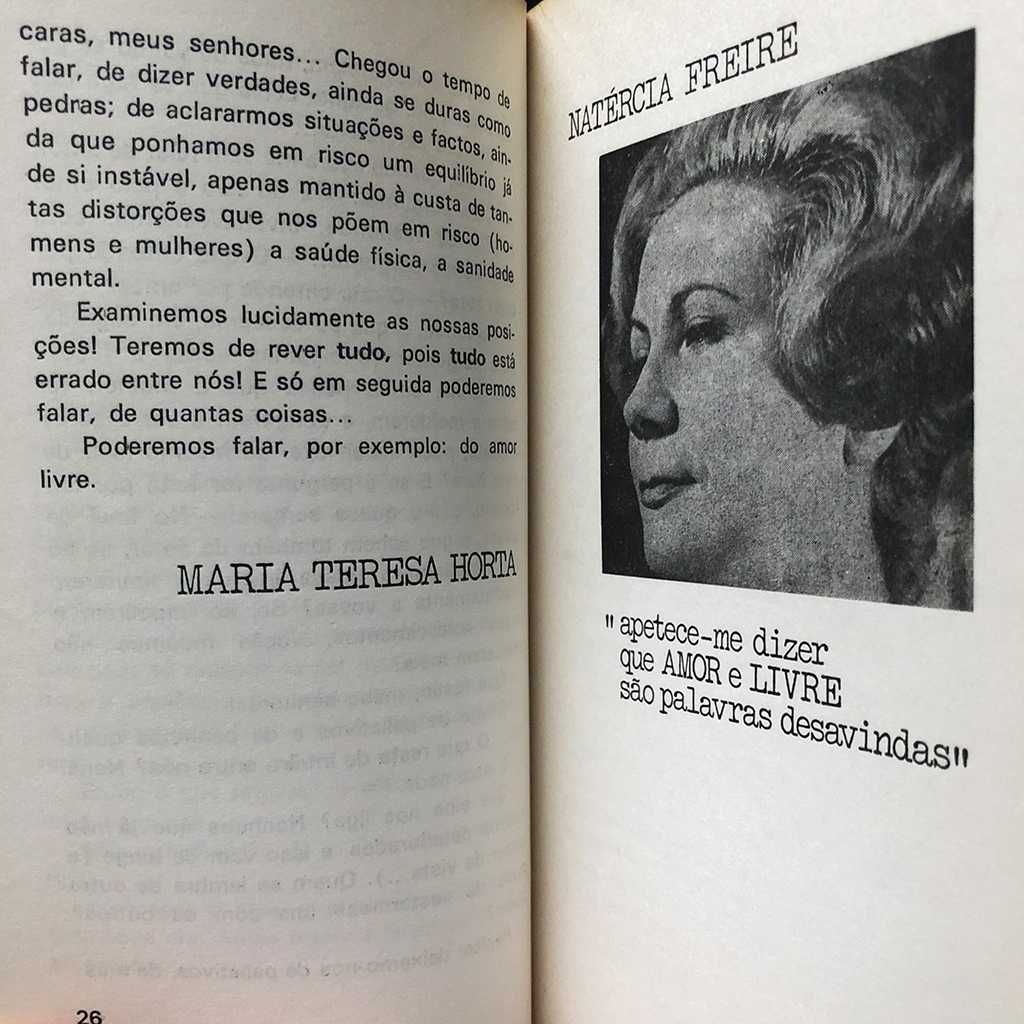 caras, meus senhores... Chegou o tempo de
falar, de dizer verdades, ainda se duras como
pedras; de aclararmos situações e factos, ain-
da que ponhamos em risco um equilíbrio já
de si instável, apenas mantido à custa de tan-
tas distorções que nos põem em risco (ho-
mens e mulheres) a saúde física, a sanidade
mental.
Examinemos lucidamente as nossas posi-
ções! Teremos de rever tudo, pois tudo está
errado entre nós! E só em seguida poderemos
falar, de quantas coisas...
Poderemos falar, por exemplo: do amor
livre.
MARIA TERESA HORTA
26
NATÉRCIA FREIRE
"apetece-me dizer
que AMOR e LIVRE
são palavras desavindas"